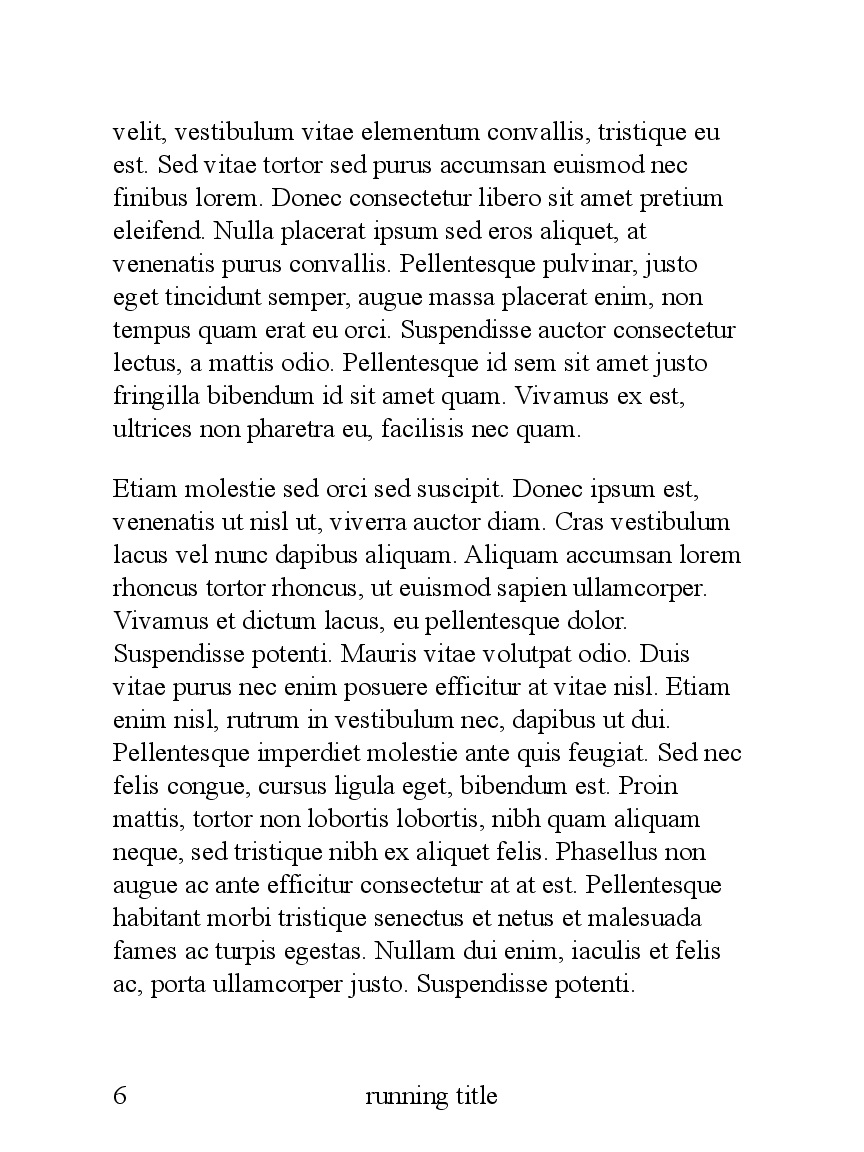 velit, vestibulum vitae elementum convallis, tristique eu
est. Sed vitae tortor sed purus accumsan euismod nec
finibus lorem. Donec consectetur libero sit amet pretium
eleifend. Nulla placerat ipsum sed eros aliquet, at
venenatis purus convallis. Pellentesque pulvinar, justo
eget tincidunt semper, augue massa placerat enim, non
tempus quam erat eu orci. Suspendisse auctor consectetur
lectus, a mattis odio. Pellentesque id sem sit amet justo
fringilla bibendum id sit amet quam. Vivamus ex est,
ultrices non pharetra eu, facilisis nec quam.
Etiam molestie sed orci sed suscipit. Donec ipsum est,
venenatis ut nisl ut, viverra auctor diam. Cras vestibulum
lacus vel nunc dapibus aliquam. Aliquam accumsan lorem
rhoncus tortor rhoncus, ut euismod sapien ullamcorper.
Vivamus et dictum lacus, eu pellentesque dolor.
Suspendisse potenti. Mauris vitae volutpat odio. Duis
vitae purus nec enim posuere efficitur at vitae nisl. Etiam
enim nisl, rutrum in vestibulum nec, dapibus ut dui.
Pellentesque imperdiet molestie ante quis feugiat. Sed nec
felis congue, cursus ligula eget, bibendum est. Proin
mattis, tortor non lobortis lobortis, nibh quam aliquam
neque, sed tristique nibh ex aliquet felis. Phasellus non
augue ac ante efficitur consectetur at at est. Pellentesque
habitant morbi tristique senectus et netus et malesuada
fames ac turpis egestas. Nullam dui enim, iaculis et felis
ac, porta ullamcorper justo. Suspendisse potenti.
6 running title